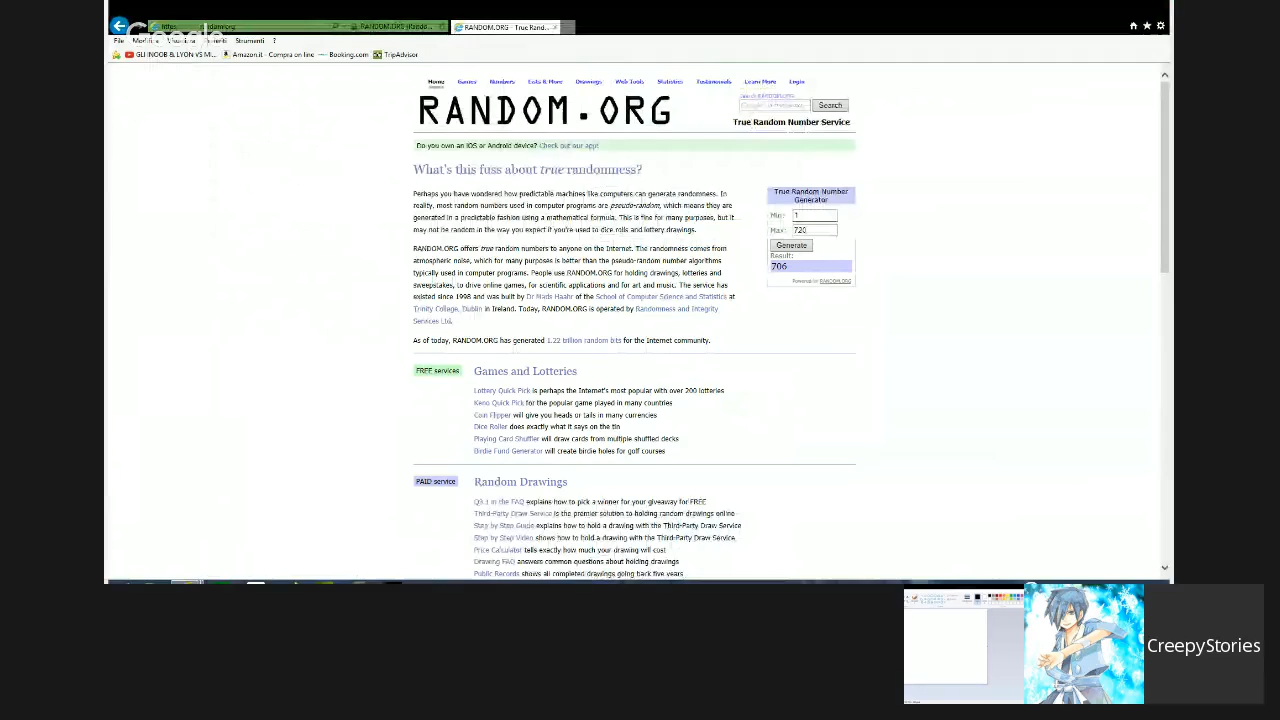 RANDOM.ORG - True Rand...
File Strumenti ?
GLI NOOB & LYON VS MI... Amazon.it - Compra on line Booking.com TripAdvisor
Home Games Numbers Lists & More Drawings Web Tools Statistics Testimonials Learn More Login
RANDOM.ORG
Search RANDOM.ORG
Search
True Random Number Service
Do you own an iOS or Android device? Check out our app!
What's this fuss about true randomness?
Perhaps you have wondered how predictable machines like computers can generate randomness. In
reality, most random numbers used in computer programs are pseudo-random, which means they are
generated in a predictable fashion using a mathematical formula. This is fine for many purposes, but it
may not be random in the way you expect if you're used to dice rolls and lottery drawings.
RANDOM.ORG offers true random numbers to anyone on the Internet. The randomness comes from
atmospheric noise, which for many purposes is better than the pseudo-random number algorithms
typically used in computer programs. People use RANDOM.ORG for holding drawings, lotteries and
sweepstakes, to drive online games, for scientific applications and for art and music. The service has
existed since 1998 and was built by Dr Mads Haahr of the School of Computer Science and Statistics at
Trinity College, Dublin in Ireland. Today, RANDOM.ORG is operated by Randomness and Integrity
Services Ltd.
As of today, RANDOM.ORG has generated 1.22 trillion random bits for the Internet community.
True Random Number
Generator
Min: 1
Max: 720
Generate
Result:
706
Powered by RANDOM.ORG
FREE services
Games and Lotteries
Lottery Quick Pick is perhaps the Internet's most popular with over 200 lotteries
Keno Quick Pick for the popular game played in many countries
Coin Flipper will give you heads or tails in many currencies
Dice Roller does exactly what it says on the tin
Playing Card Shuffler will draw cards from multiple shuffled decks
Birdie Fund Generator will create birdie holes for golf courses
PAID service
Random Drawings
Q3.1 in the FAQ explains how to pick a winner for your giveaway for FREE
Third-Party Draw Service is the premier solution to holding random drawings online
Step by Step Guide explains how to hold a drawing with the Third-Party Draw Service
Step by Step Video shows how to hold a drawing with the Third-Party Draw Service
Price Calculator tells exactly how much your drawing will cost
Drawing FAQ answers common questions about holding drawings
Public Records shows all completed drawings going back five years
CreepyStories